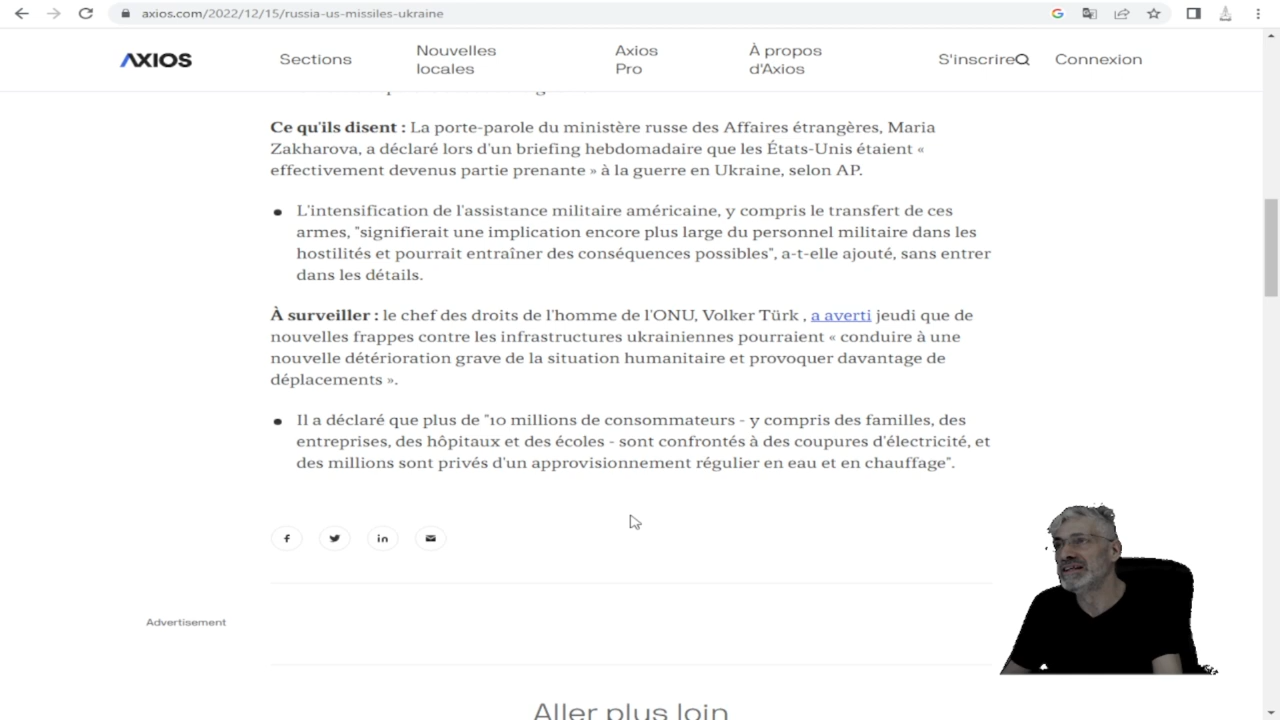 axios.com/2022/12/15/russia-us-missiles-ukraine
AXIOS
Sections
Nouvelles
locales
Axios
Pro
À propos
d'Axios
S'inscrire
Connexion
Ce qu'ils disent : La porte-parole du ministère russe des Affaires étrangères, Maria
Zakharova, a déclaré lors d'un briefing hebdomadaire que les États-Unis étaient «
effectivement devenus partie prenante » à la guerre en Ukraine, selon AP.
L'intensification de l'assistance militaire américaine, y compris le transfert de ces
armes, "signifierait une implication encore plus large du personnel militaire dans les
hostilités et pourrait entraîner des conséquences possibles", a-t-elle ajouté, sans entrer
dans les détails.
À surveiller : le chef des droits de l'homme de l'ONU, Volker Türk , a averti jeudi que de
nouvelles frappes contre les infrastructures ukrainiennes pourraient « conduire à une
nouvelle détérioration grave de la situation humanitaire et provoquer davantage de
déplacements ».
Il a déclaré que plus de "10 millions de consommateurs - y compris des familles, des
entreprises, des hôpitaux et des écoles - sont confrontés à des coupures d'électricité, et
des millions sont privés d'un approvisionnement régulier en eau et en chauffage".
Advertisement
Aller plus loin